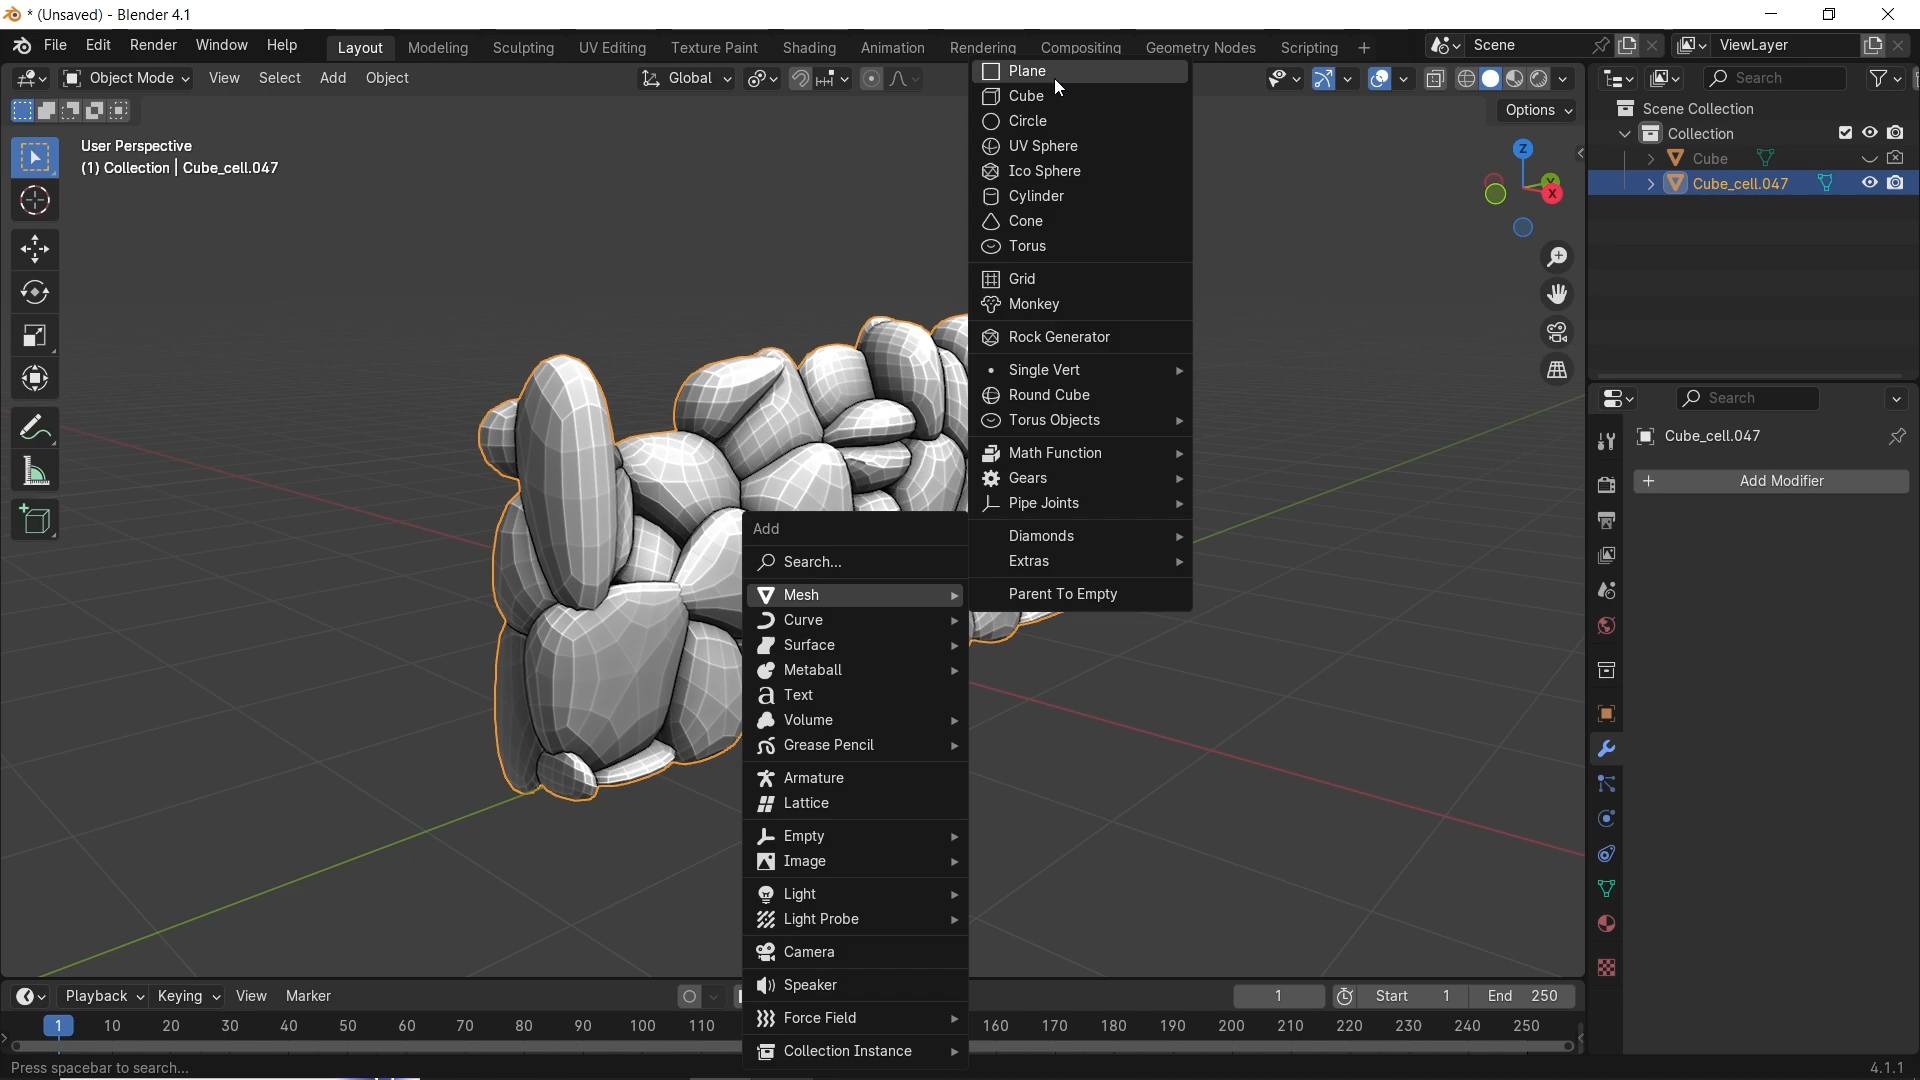 * (Unsaved) - Blender 4.1
File Edit Render Window Help Layout Modeling Sculpting UV Editing Texture Paint Shading Animation Rendering Compositing Geometry Nodes Scripting + Scene ViewLayer
Object Mode View Select Add Object Global Search
Options
User Perspective
(1) Collection | Cube_cell.047
Z
Y
X
Plane
Cube
Circle
UV Sphere
Ico Sphere
Cylinder
Cone
Torus
Grid
Monkey
Rock Generator
Single Vert
Round Cube
Torus Objects
Math Function
Gears
Pipe Joints
Diamonds
Extras
Parent To Empty
Add
Search...
Mesh
Curve
Surface
Metaball
Text
Volume
Grease Pencil
Armature
Lattice
Empty
Image
Light
Light Probe
Camera
Speaker
Force Field
Collection Instance
Scene Collection
Collection
Cube
Cube_cell.047
Search
Cube_cell.047
+ Add Modifier
Playback Keying View Marker 1 Start 1 End 250
1 10 20 30 40 50 60 70 80 90 100 110 160 170 180 190 200 210 220 230 240 250
Press spacebar to search...
4.1.1